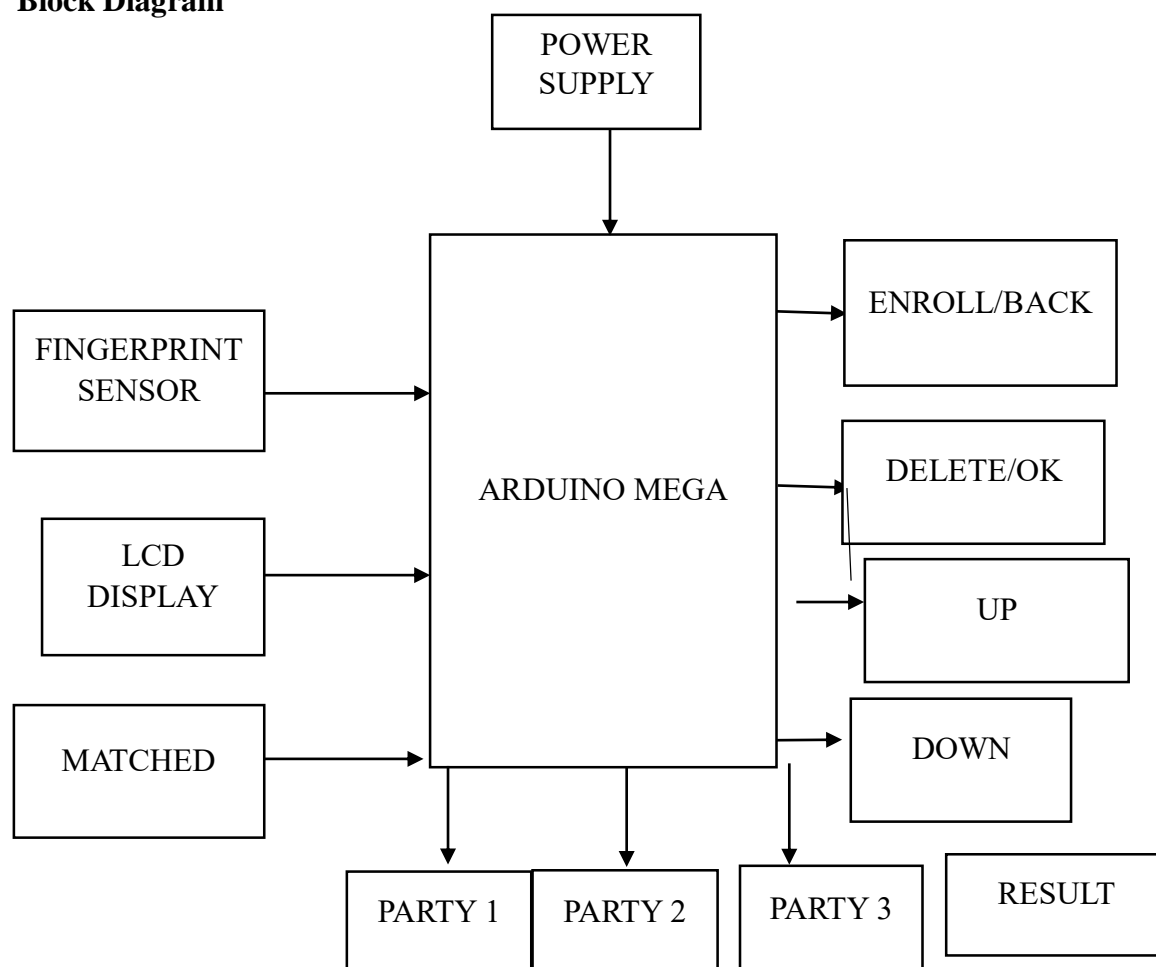 Block Diagram
POWER
SUPPLY
ENROLL/BACK
FINGERPRINT
SENSOR
ARDUINO MEGA
DELETE/OK
LCD
DISPLAY
UP
MATCHED
DOWN
PARTY 1
PARTY 2
PARTY 3
RESULT